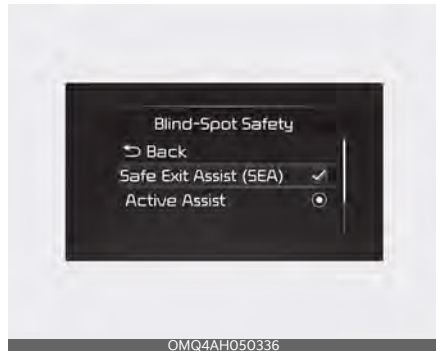 Blind-Spot Safety
Back
Safe Exit Assist (SEA)
Active Assist
OMQ4AH050336